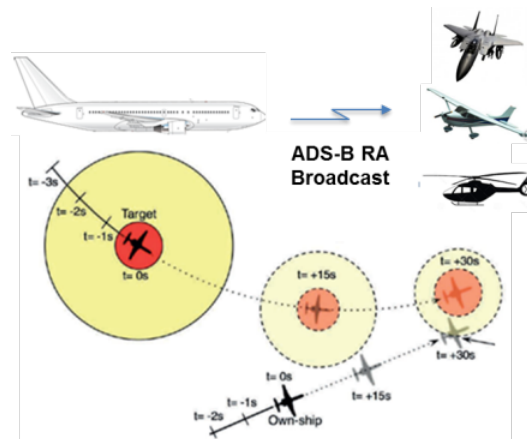 ADS-B RA
Broadcast
t= -3s
t= -2s
t= -1s
Target
t= 0s
t= +15s
t= +30s
t= 0s
t= +15s
t= +30s
t= -1s
t= -2s
Own-ship